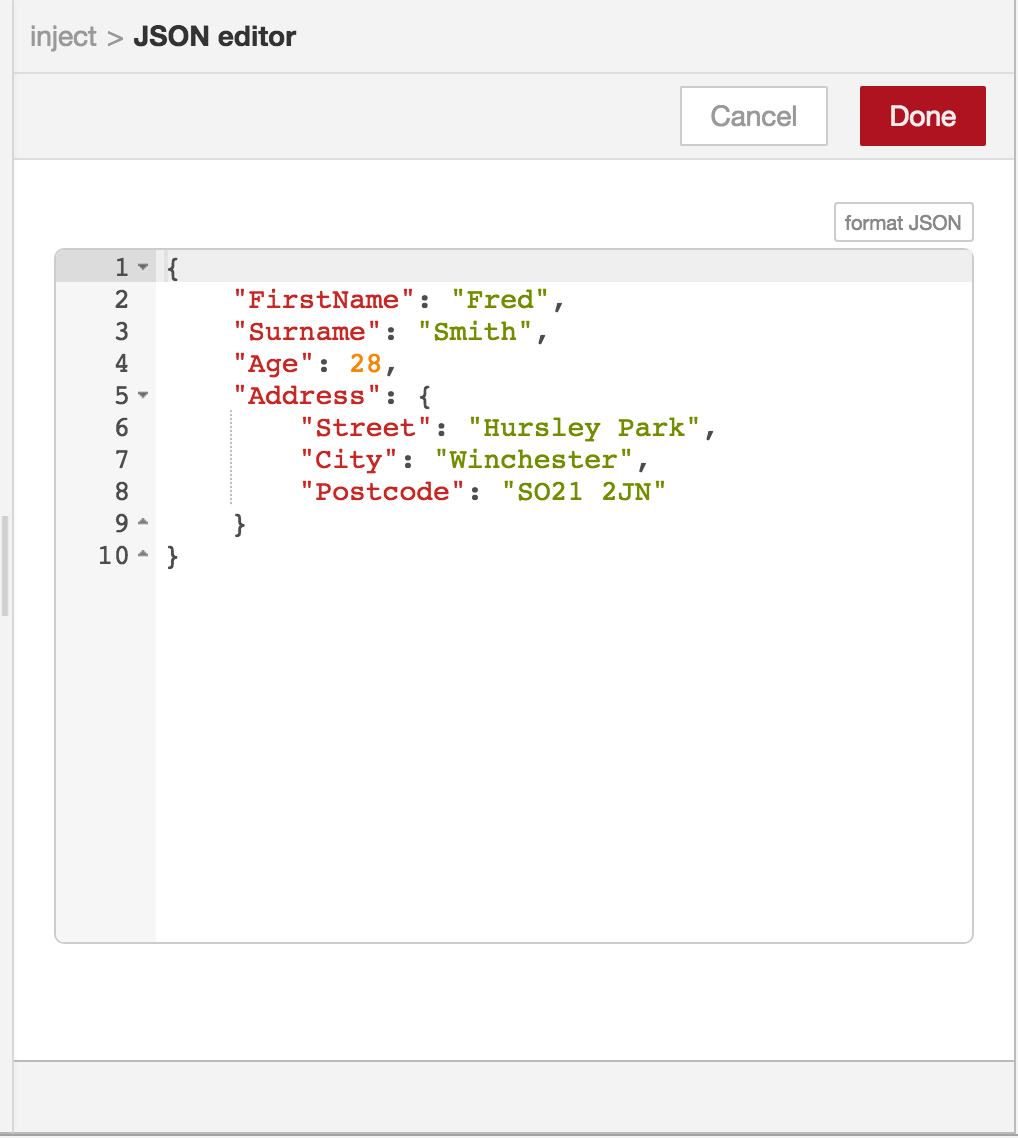 inject > JSON editor
Cancel Done
format JSON
1 {
2 "FirstName": "Fred",
3 "Surname": "Smith",
4 "Age": 28,
5 "Address": {
6 "Street": "Hursley Park",
7 "City": "Winchester",
8 "Postcode": "SO21 2JN"
9 }
10 }